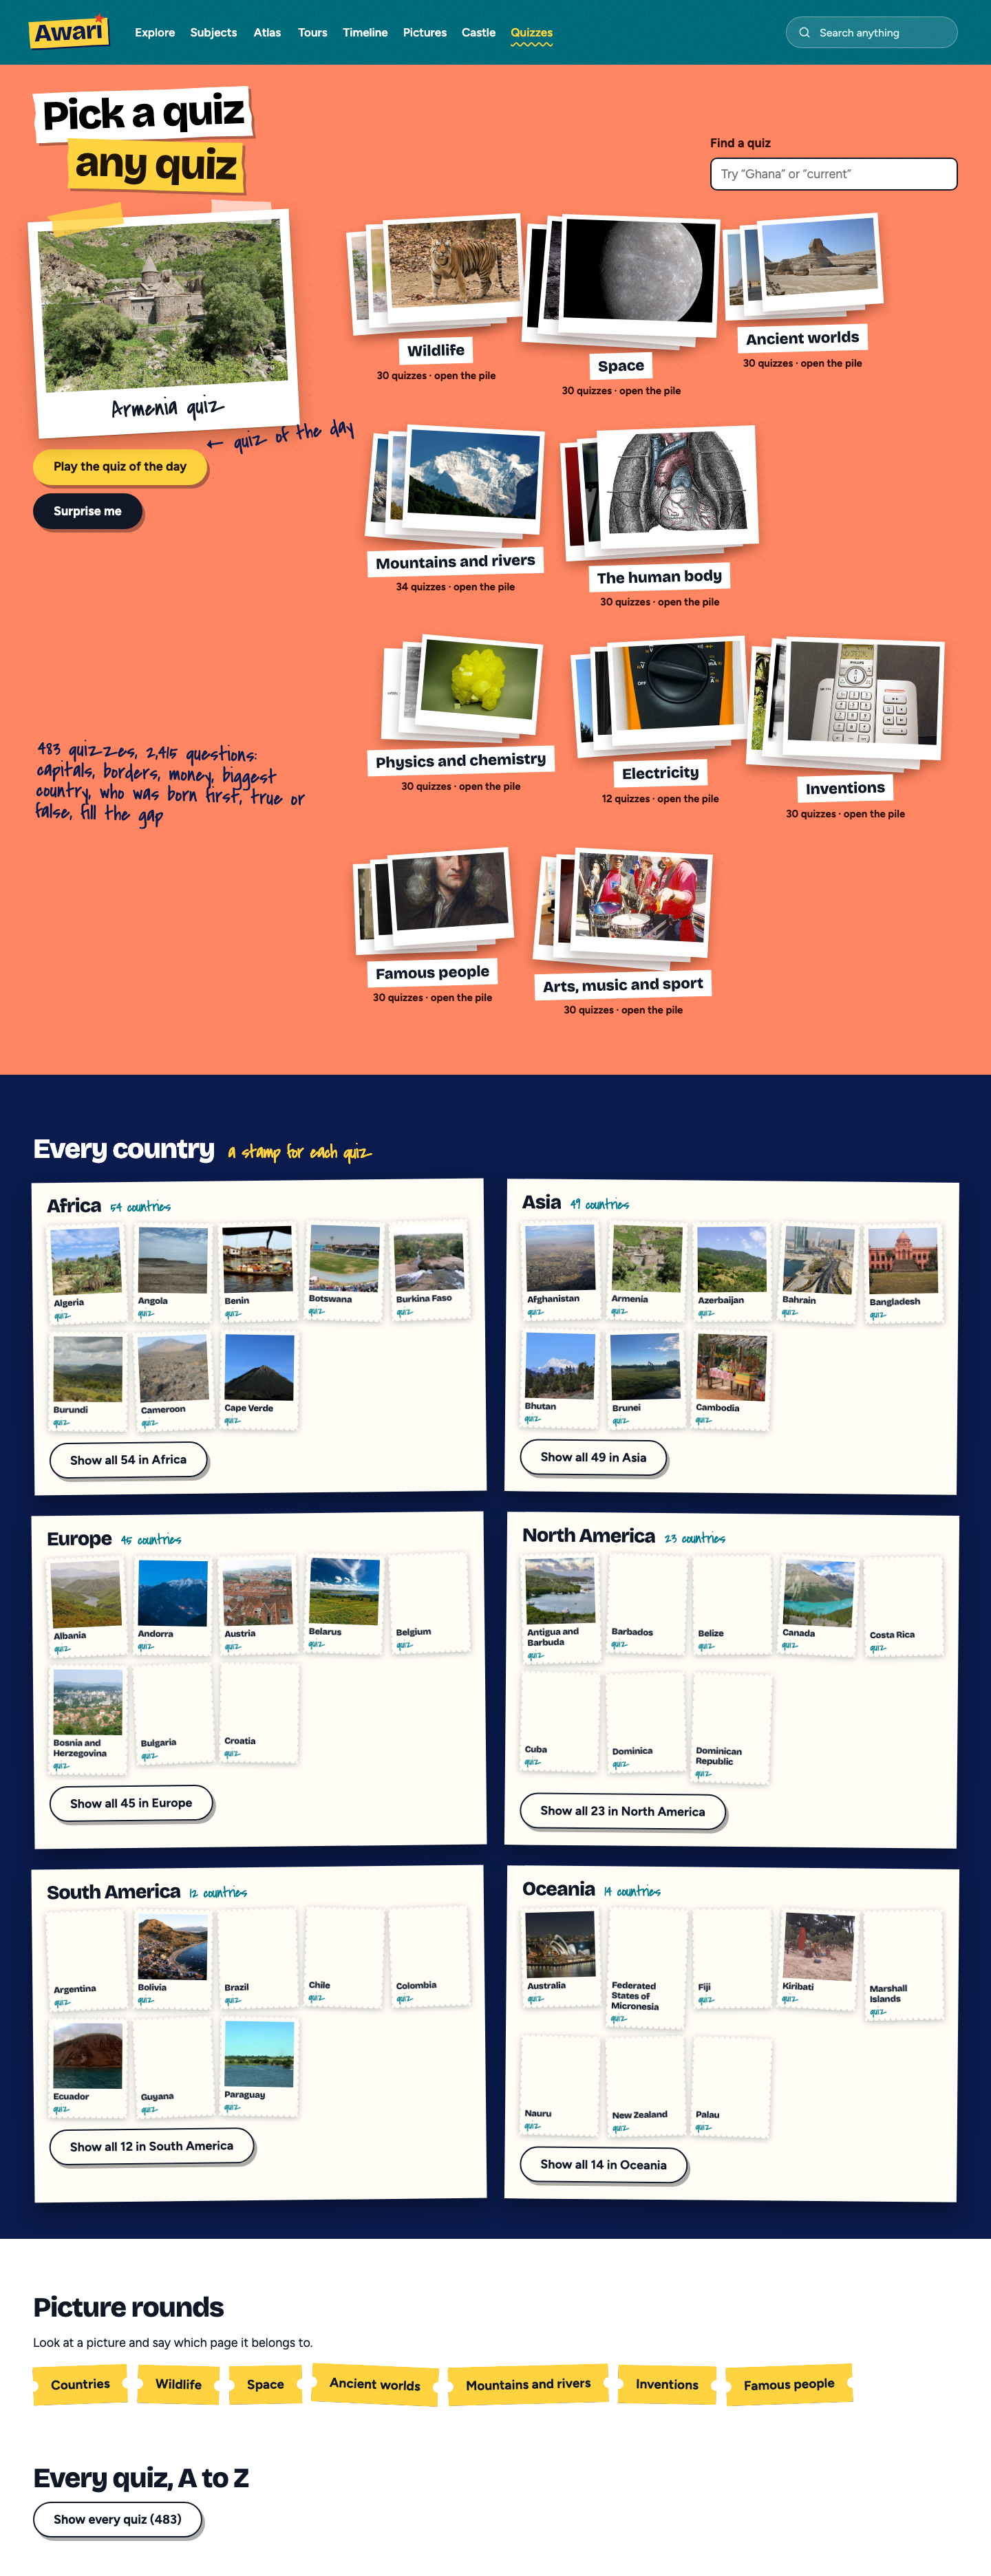 Awari
Explore
Subjects
Atlas
Tours
Timeline
Pictures
Castle
Quizzes
Search anything
Pick a quiz
any quiz
Find a quiz
Try "Ghana" or "current"
Armenia quiz
← quiz of the day
Play the quiz of the day
Surprise me
483 quizzes, 2,415 questions:
capitals, borders, money, biggest
country, who was born first, true or
false, fill the gap
Wildlife
30 quizzes · open the pile
Space
30 quizzes · open the pile
Ancient worlds
30 quizzes · open the pile
Mountains and rivers
34 quizzes · open the pile
The human body
30 quizzes · open the pile
Physics and chemistry
30 quizzes · open the pile
OFF
Electricity
12 quizzes · open the pile
PHILIPS
Inventions
30 quizzes · open the pile
Famous people
30 quizzes · open the pile
Arts, music and sport
30 quizzes · open the pile
Every country
a stamp for each quiz
Africa
54 countries
Algeria
quiz
Angola
quiz
Benin
quiz
Botswana
quiz
Burkina Faso
quiz
Burundi
quiz
Cameroon
quiz
Cape Verde
quiz
Show all 54 in Africa
Asia
49 countries
Afghanistan
quiz
Armenia
quiz
Azerbaijan
quiz
Bahrain
quiz
Bangladesh
quiz
Bhutan
quiz
Brunei
quiz
Cambodia
quiz
Show all 49 in Asia
Europe
45 countries
Albania
quiz
Andorra
quiz
Austria
quiz
Belarus
quiz
Belgium
quiz
Bosnia and
Herzegovina
quiz
Bulgaria
quiz
Croatia
quiz
Show all 45 in Europe
North America
23 countries
Antigua and
Barbuda
quiz
Barbados
quiz
Belize
quiz
Canada
quiz
Costa Rica
quiz
Cuba
quiz
Dominica
quiz
Dominican
Republic
quiz
Show all 23 in North America
South America
12 countries
Argentina
quiz
Bolivia
quiz
Brazil
quiz
Chile
quiz
Colombia
quiz
Ecuador
quiz
Guyana
quiz
Paraguay
quiz
Show all 12 in South America
Oceania
14 countries
Australia
quiz
Federated
States of
Micronesia
quiz
Fiji
quiz
Kiribati
quiz
Marshall
Islands
quiz
Nauru
quiz
New Zealand
quiz
Palau
quiz
Show all 14 in Oceania
Picture rounds
Look at a picture and say which page it belongs to.
Countries
Wildlife
Space
Ancient worlds
Mountains and rivers
Inventions
Famous people
Every quiz, A to Z
Show every quiz (483)